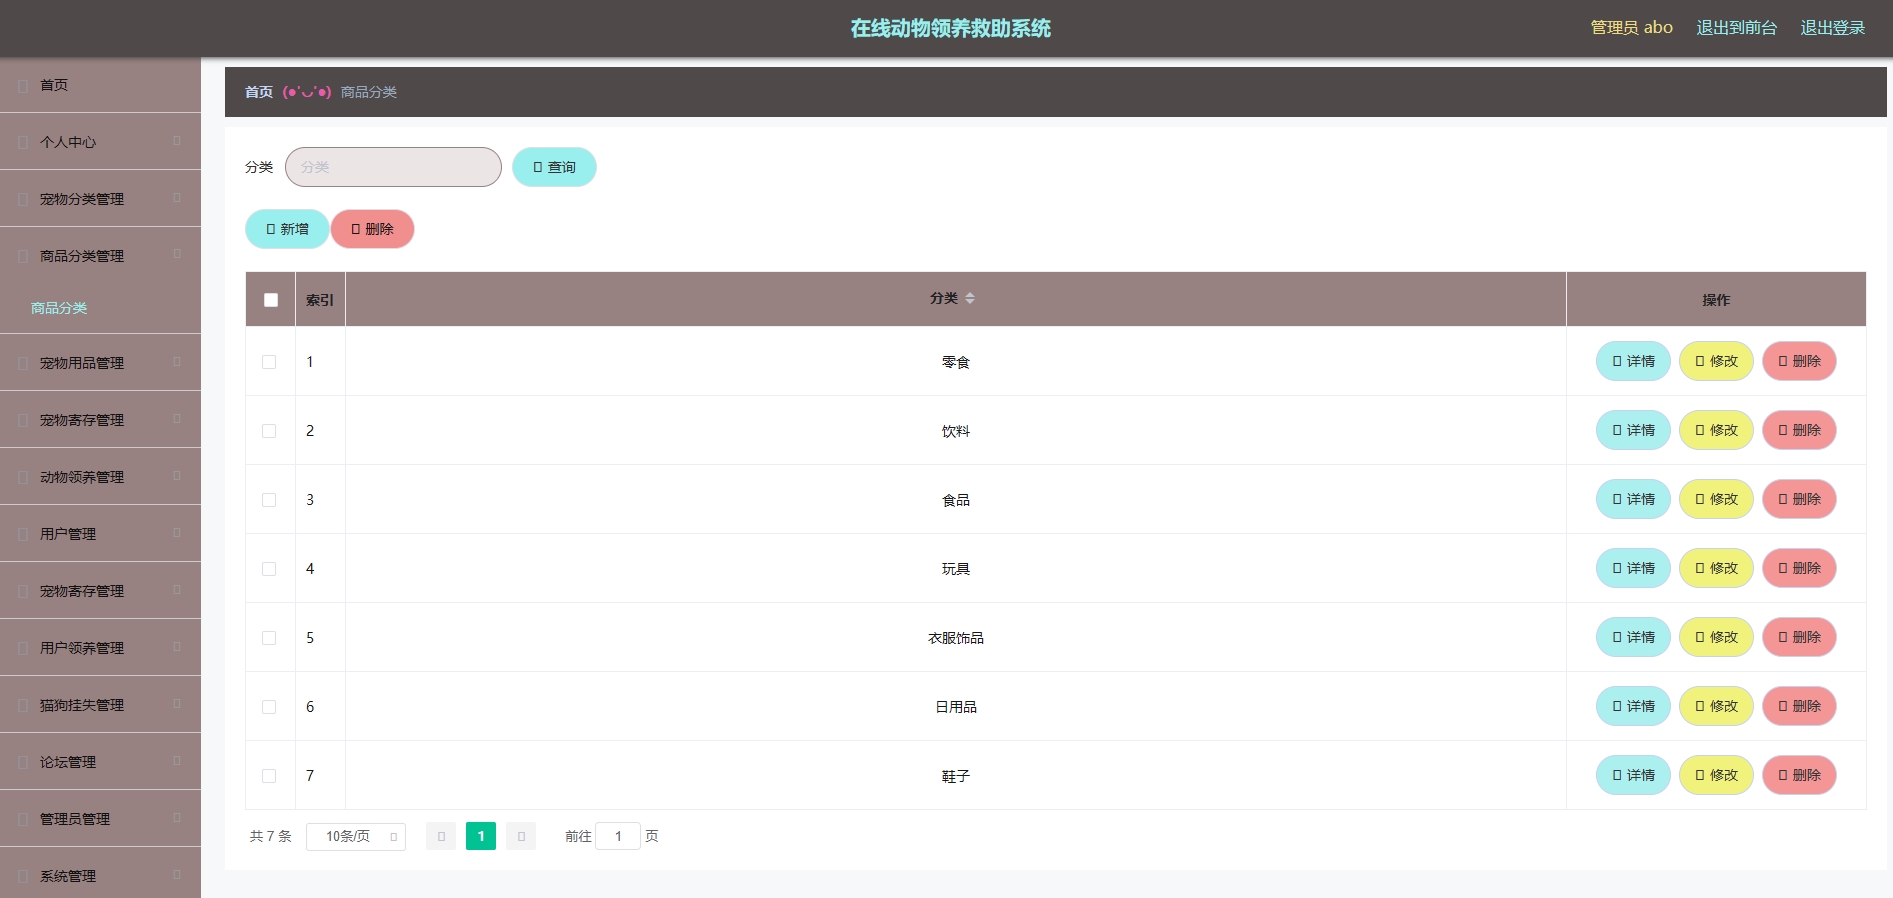 在线动物领养救助系统
管理员 abo 退出到前台 退出登录
首页
个人中心
宠物分类管理
商品分类管理
商品分类
宠物用品管理
宠物寄存管理
动物领养管理
用户管理
宠物寄存管理
用户领养管理
猫狗挂失管理
论坛管理
管理员管理
系统管理
首页 (●'◡'●) 商品分类
分类 分类 查询
新增 删除
索引 分类 操作
1 零食 详情 修改 删除
2 饮料 详情 修改 删除
3 食品 详情 修改 删除
4 玩具 详情 修改 删除
5 衣服饰品 详情 修改 删除
6 日用品 详情 修改 删除
7 鞋子 详情 修改 删除
共 7 条 10条/页 1 前往 1 页